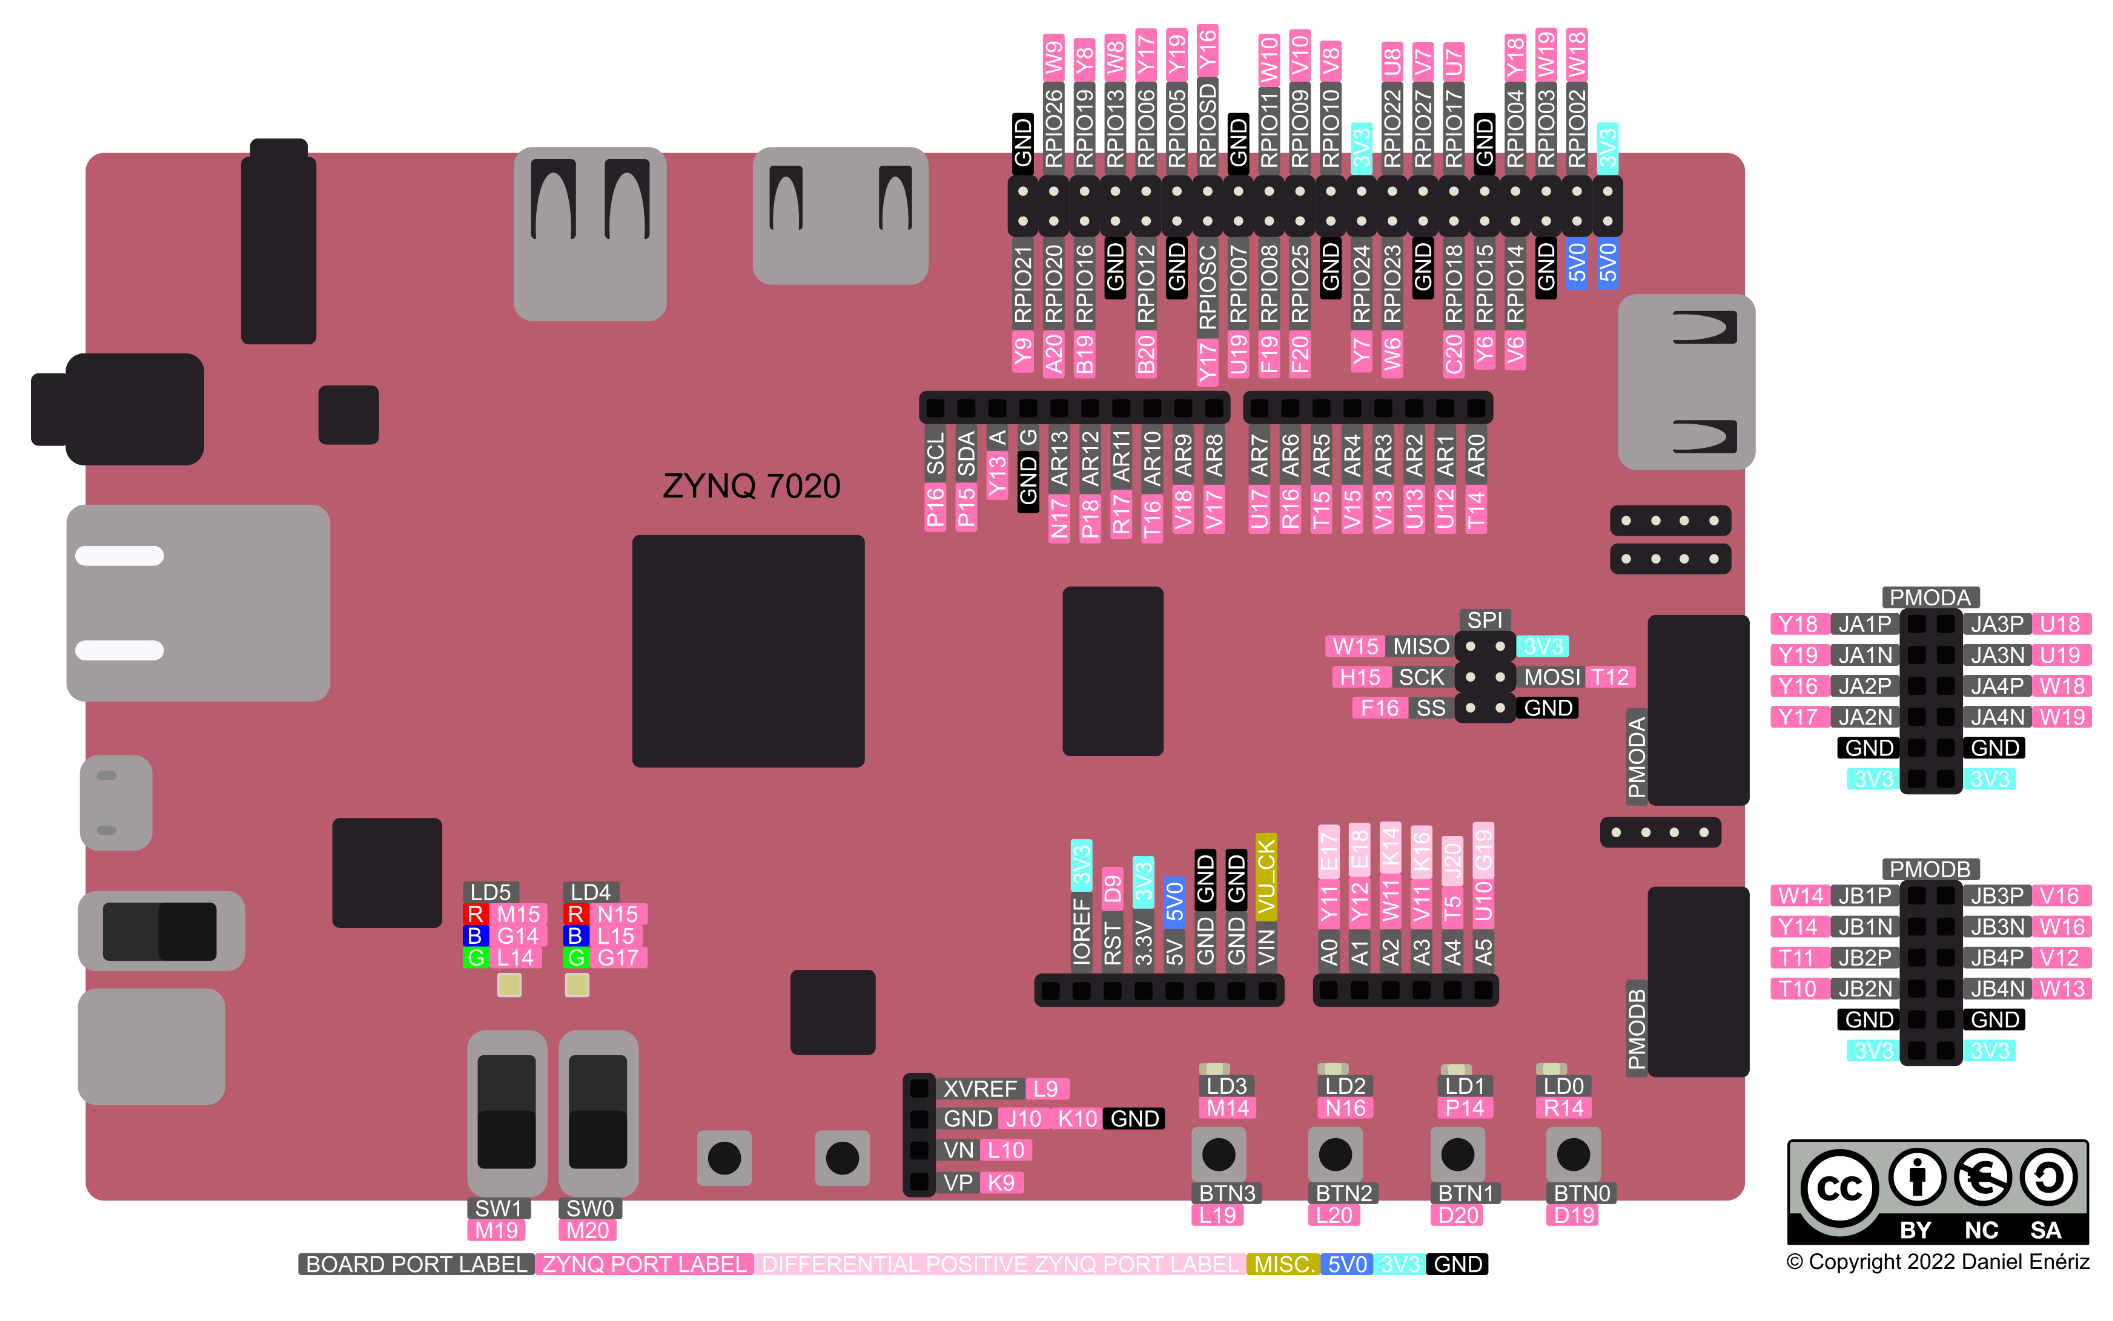 W9 Y8 W8 Y17 Y19 Y16 W10 V10 V8 U8 V7 U7 Y18 W19 W18
GND RPIO26 RPIO19 RPIO13 RPIO06 RPIO05 RPIOSD GND RPIO11 RPIO09 RPIO10 3V3 RPIO22 RPIO27 RPIO17 GND RPIO04 RPIO03 RPIO02 3V3
RPIO21 RPIO20 RPIO16 GND RPIO12 GND RPIOSC RPIO07 RPIO08 RPIO25 GND RPIO24 RPIO23 GND RPIO18 RPIO15 RPIO14 GND 5V0 5V0
Y9 A20 B19 B20 Y17 U19 F19 F20 Y7 W6 C20 Y6 V6
SCL SDA A G AR13 AR12 AR11 AR10 AR9 AR8 AR7 AR6 AR5 AR4 AR3 AR2 AR1 AR0
P16 P15 Y13 GND N17 P18 R17 T16 V18 V17 U17 R16 T15 V15 V13 U13 U12 T14
ZYNQ 7020
SPI
W15 MISO 3V3
H15 SCK MOSI T12
F16 SS GND
PMODA
PMODA
Y18 JA1P JA3P U18
Y19 JA1N JA3N U19
Y16 JA2P JA4P W18
Y17 JA2N JA4N W19
GND GND
3V3 3V3
3V3 D9 3V3 5V0 GND GND VU_CK
IOREF RST 3.3V 5V GND GND VIN
E17 E18 K14 K16 J20 G19
Y11 Y12 W11 V11 T5 U10
A0 A1 A2 A3 A4 A5
PMODB
PMODB
W14 JB1P JB3P V16
Y14 JB1N JB3N W16
T11 JB2P JB4P V12
T10 JB2N JB4N W13
GND GND
3V3 3V3
LD5 LD4
R M15 R N15
B G14 B L15
G L14 G G17
XVREF L9
GND J10 K10 GND
VN L10
VP K9
LD3 LD2 LD1 LD0
M14 N16 P14 R14
BTN3 BTN2 BTN1 BTN0
L19 L20 D20 D19
SW1 SW0
M19 M20
BOARD PORT LABEL ZYNQ PORT LABEL DIFFERENTIAL POSITIVE ZYNQ PORT LABEL MISC. 5V0 3V3 GND
cc
BY NC SA
© Copyright 2022 Daniel Enériz